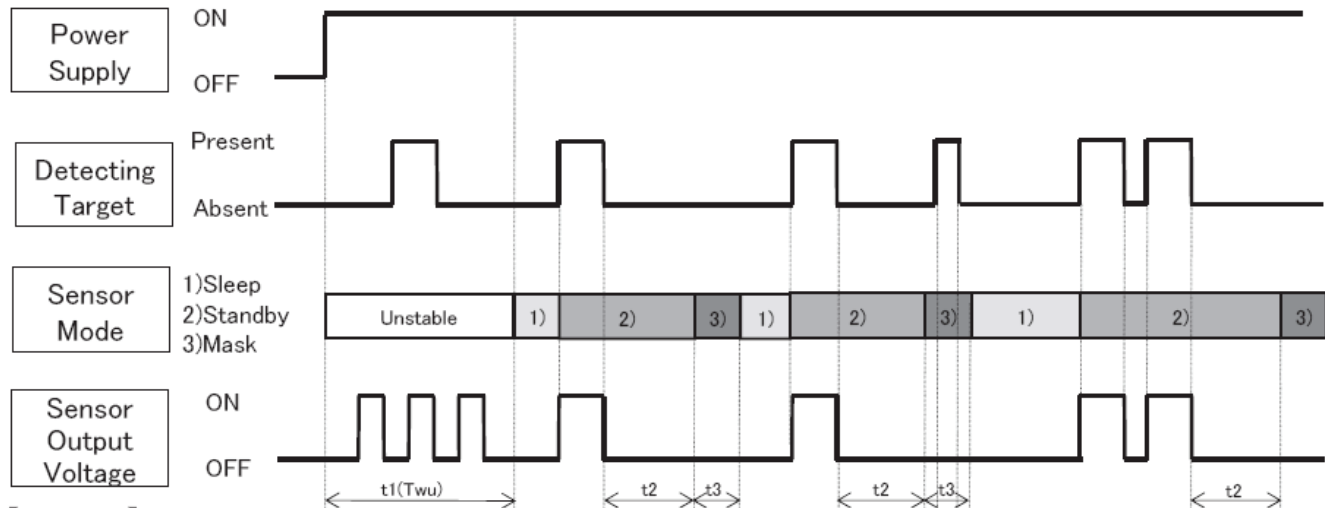 Power
Supply
ON
OFF
Detecting
Target
Present
Absent
Sensor
Mode
1)Sleep
2)Standby
3)Mask
Unstable
1)
2)
3)
1)
2)
3)
1)
2)
3)
Sensor
Output
Voltage
ON
OFF
t1(Twu)
t2
t3
t2
t3
t2